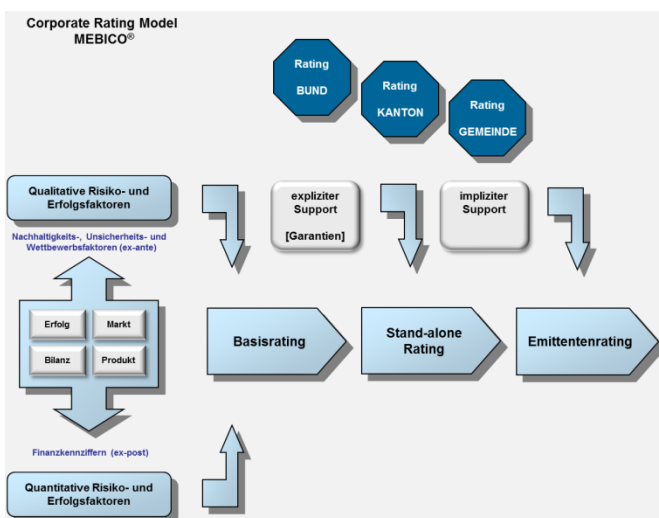 Corporate Rating Model
MEBICO®
Rating
BUND
Rating
KANTON
Rating
GEMEINDE
Qualitative Risiko- und
Erfolgsfaktoren
expliziter
Support
[Garantien]
impliziter
Support
Nachhaltigkeits-, Unsicherheits- und
Wettbewerbsfaktoren (ex-ante)
Erfolg
Markt
Bilanz
Produkt
Basisrating
Stand-alone
Rating
Emittentenrating
Finanzkennziffern (ex-post)
Quantitative Risiko- und
Erfolgsfaktoren